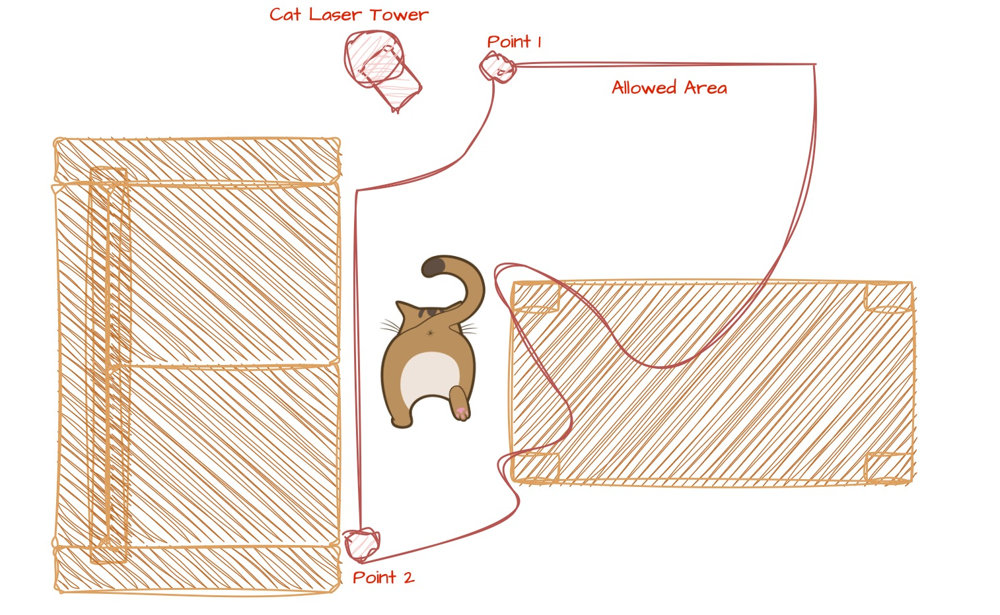 Cat Laser Tower
Point 1
Allowed Area
Point 2